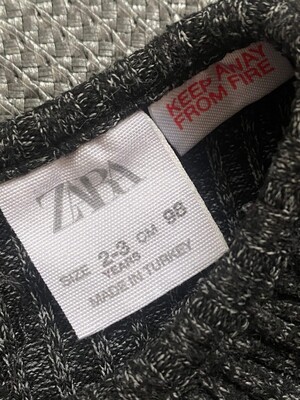 KEEP AWAY
FROM FIRE
ZARA
SIZE 2-3 CM 98
YEARS
MADE IN TURKEY